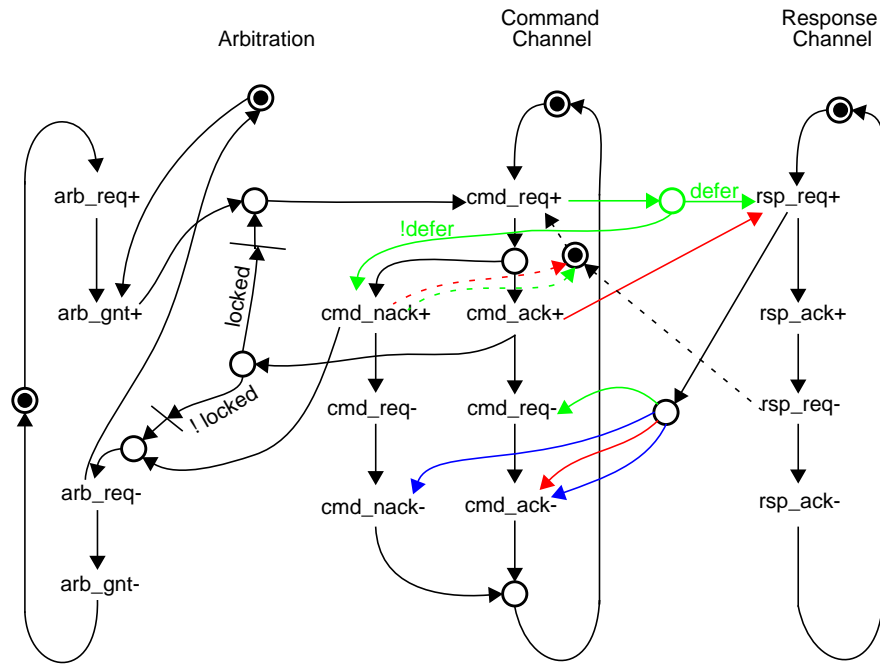 Arbitration
Command
Channel
Response
Channel
arb_req+
cmd_req+
defer
rsp_req+
!defer
locked
arb_gnt+
cmd_nack+
cmd_ack+
rsp_ack+
! locked
cmd_req-
cmd_req-
rsp_req-
arb_req-
cmd_nack-
cmd_ack-
rsp_ack-
arb_gnt-